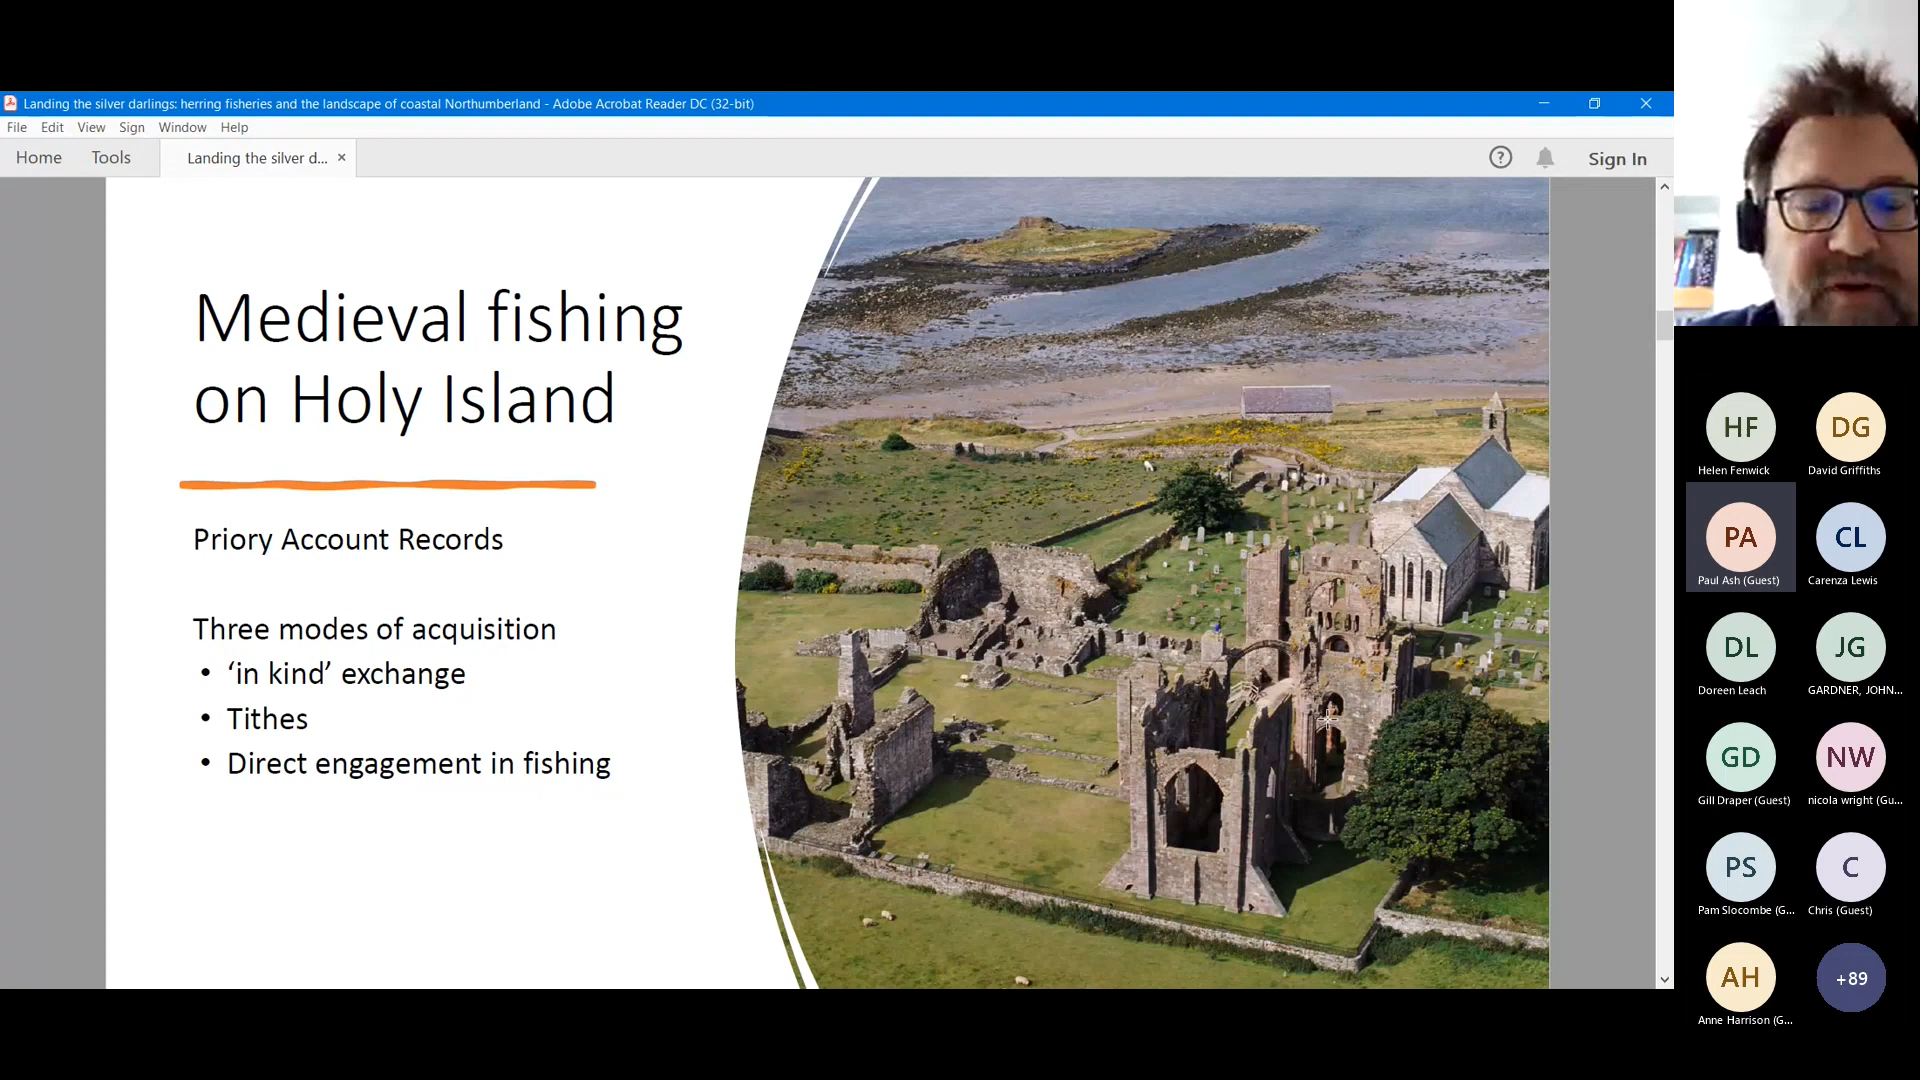 Landing the silver darlings: herring fisheries and the landscape of coastal Northumberland - Adobe Acrobat Reader DC (32-bit)
File Edit View Sign Window Help
Home Tools Landing the silver d... × ? Sign In
Medieval fishing
on Holy Island
Priory Account Records
Three modes of acquisition
• ‘in kind’ exchange
• Tithes
• Direct engagement in fishing
HF DG
Helen Fenwick David Griffiths
PA CL
Paul Ash (Guest) Carenza Lewis
DL JG
Doreen Leach GARDNER, JOHN...
GD NW
Gill Draper (Guest) nicola wright (Gu...
PS C
Pam Slocombe (G... Chris (Guest)
AH +89
Anne Harrison (G...